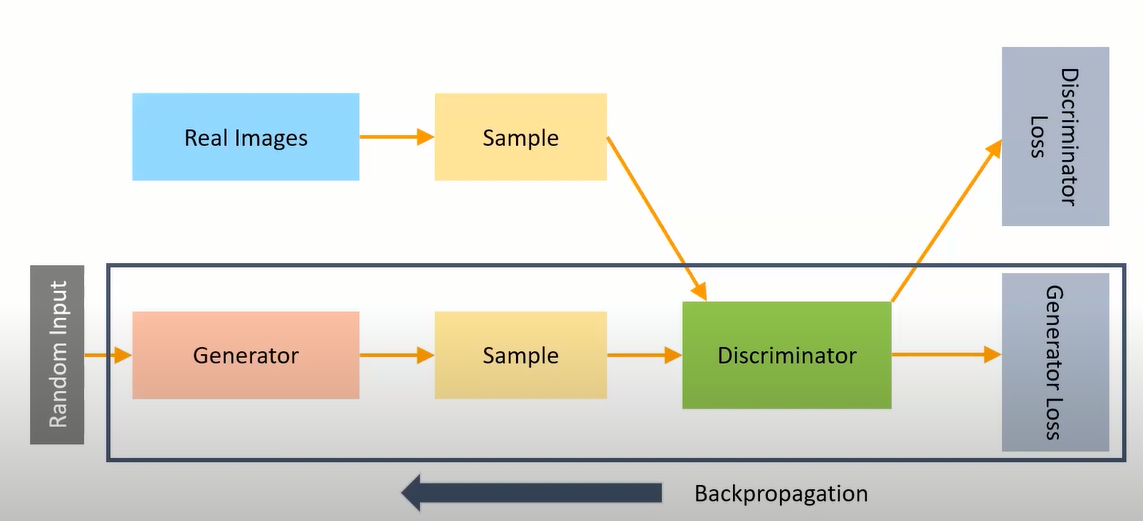 Real Images
Sample
Discriminator
Loss
Random Input
Generator
Sample
Discriminator
Generator Loss
Backpropagation